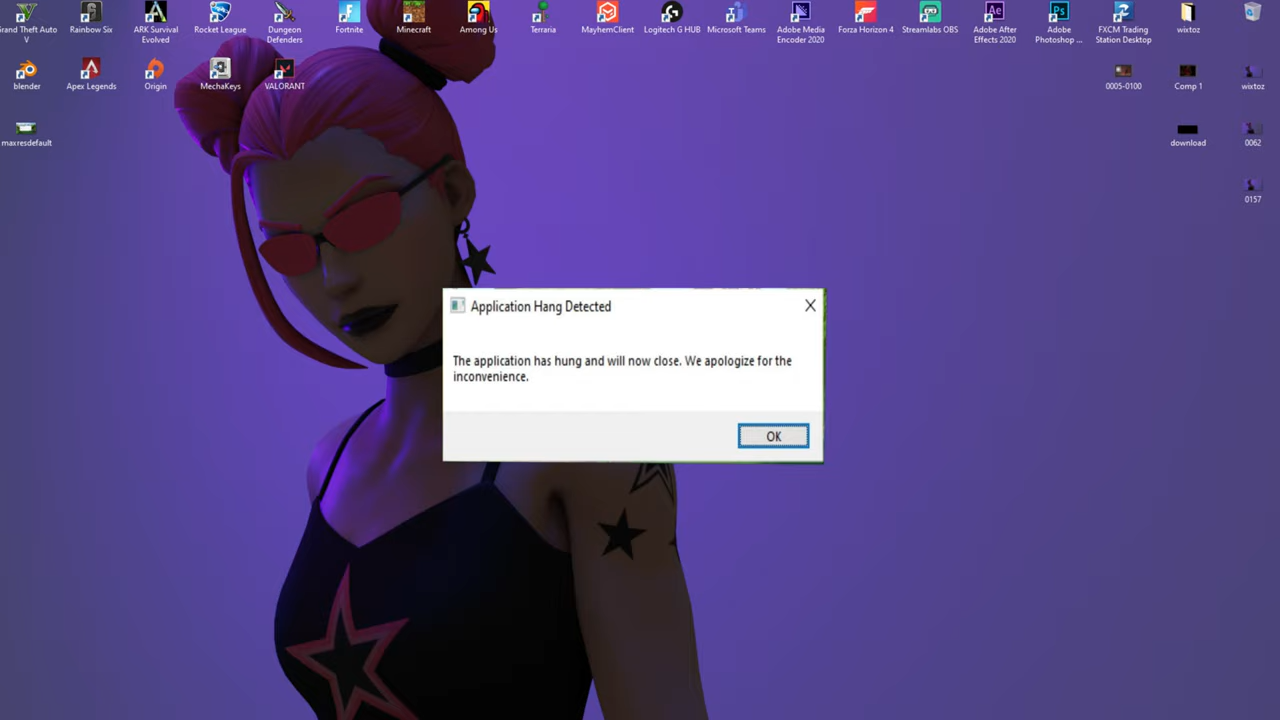 Grand Theft Auto V
Rainbow Six
ARK Survival Evolved
Rocket League
Dungeon Defenders
Fortnite
Minecraft
Among Us
Terraria
MayhemClient
Logitech G HUB
Microsoft Teams
Adobe Media Encoder 2020
Forza Horizon 4
Streamlabs OBS
Adobe After Effects 2020
Adobe Photoshop ...
FXCM Trading Station Desktop
wixtoz
blender
Apex Legends
Origin
MechaKeys
VALORANT
0005-0100
Comp 1
wixtoz
maxresdefault
download
0062
0157
Application Hang Detected
The application has hung and will now close. We apologize for the
inconvenience.
OK